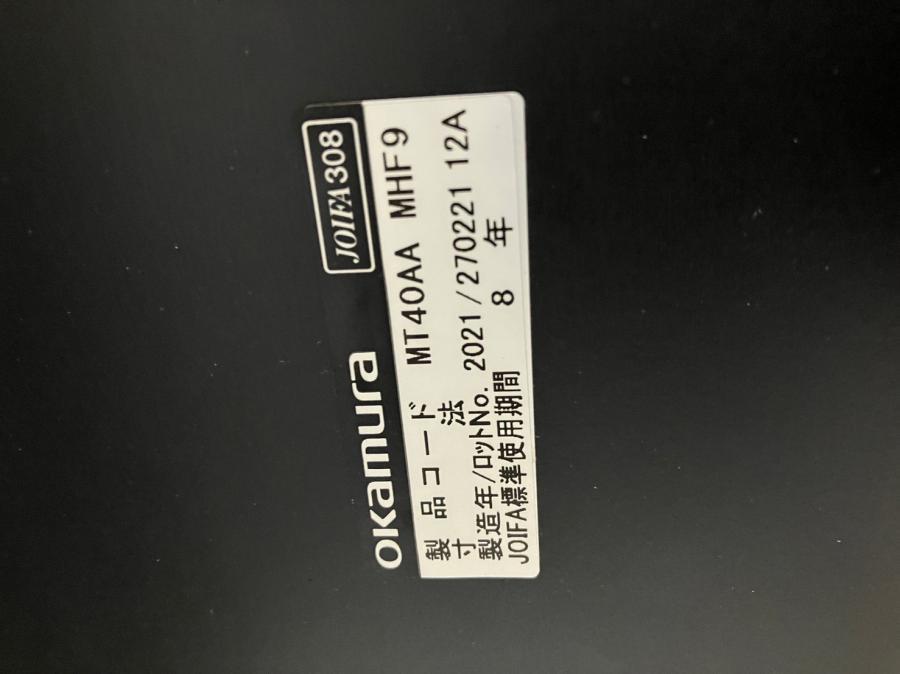 okamura JOIFA308
製品コード MT40AA MHF9
寸法
製造年/ロットNo. 2021/270221 12A
JOIFA標準使用期間 8年